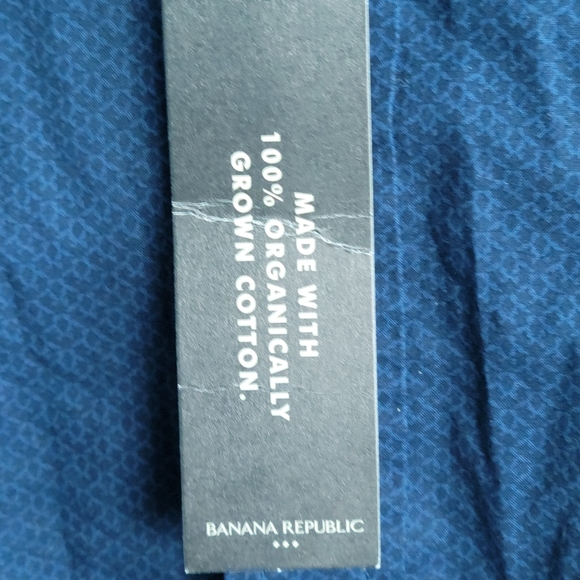 MADE WITH
100% ORGANICALLY
GROWN COTTON.
BANANA REPUBLIC